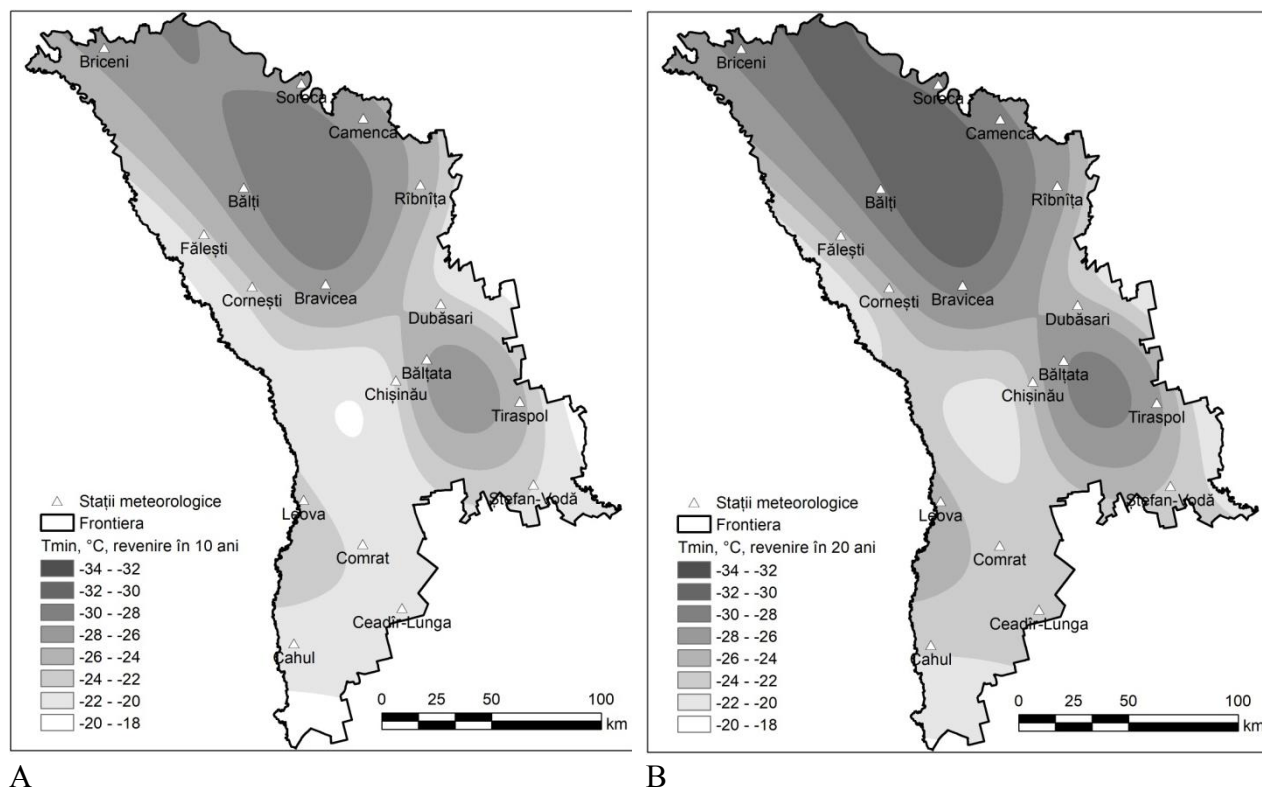 Briceni
Soroca
Camenca
Bălți
Rîbnîța
Fălești
Cornești
Bravicea
Dubăsari
Bălțata
Chișinău
Tiraspol
Ștefan-Vodă
Leova
Comrat
Ceadîr-Lunga
Cahul
Stații meteorologice
Frontiera
Tmin, °C, revenire în 10 ani
-34 - -32
-32 - -30
-30 - -28
-28 - -26
-26 - -24
-24 - -22
-22 - -20
-20 - -18
0 25 50 100
km
A
Briceni
Soroca
Camenca
Bălți
Rîbnîța
Fălești
Cornești
Bravicea
Dubăsari
Bălțata
Chișinău
Tiraspol
Ștefan-Vodă
Leova
Comrat
Ceadîr-Lunga
Cahul
Stații meteorologice
Frontiera
Tmin, °C, revenire în 20 ani
-34 - -32
-32 - -30
-30 - -28
-28 - -26
-26 - -24
-24 - -22
-22 - -20
-20 - -18
0 25 50 100
km
B